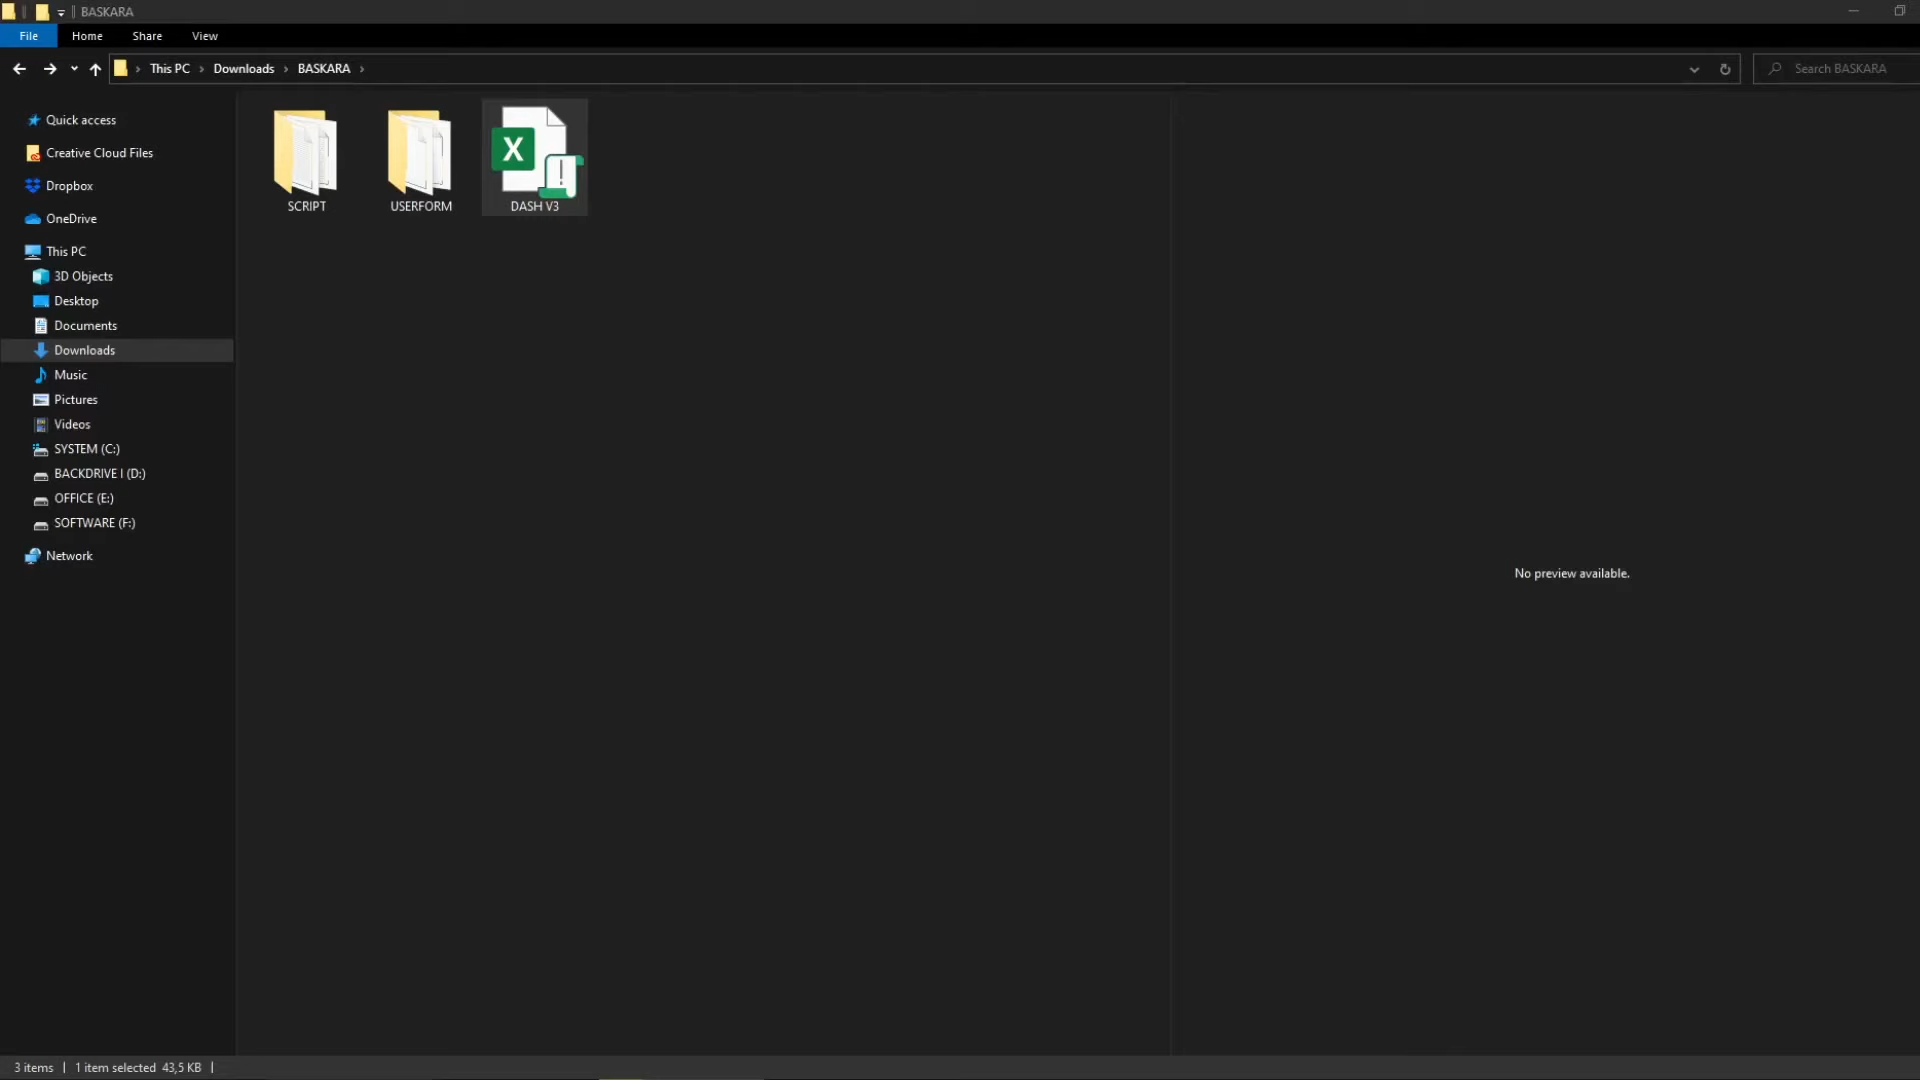 BASKARA
File Home Share View
This PC Downloads BASKARA
Search BASKARA
Quick access
Creative Cloud Files
Dropbox
OneDrive
This PC
3D Objects
Desktop
Documents
Downloads
Music
Pictures
Videos
SYSTEM (C:)
BACKDRIVE I (D:)
OFFICE (E:)
SOFTWARE (F:)
Network
X
SCRIPT USERFORM DASH V3
No preview available.
3 items 1 item selected 43,5 KB